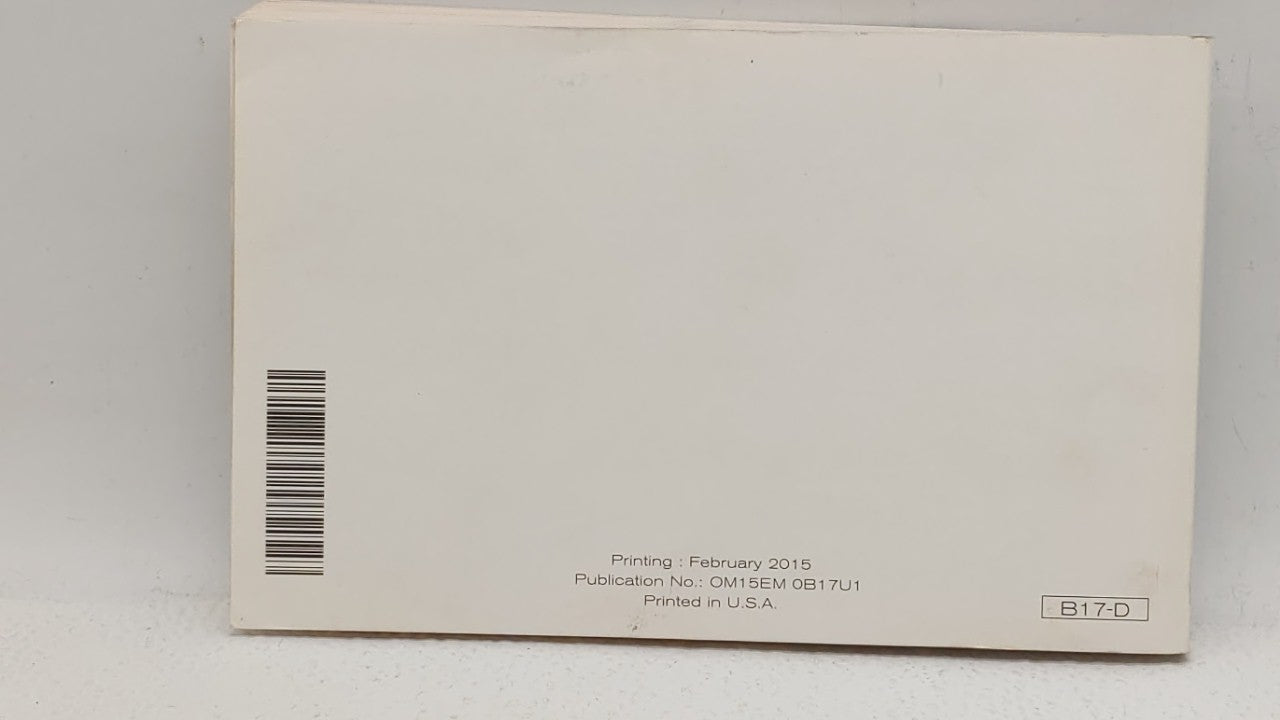 Printing : February 2015
Publication No.: OM15EM 0B17U1
Printed in U.S.A.
B17-D